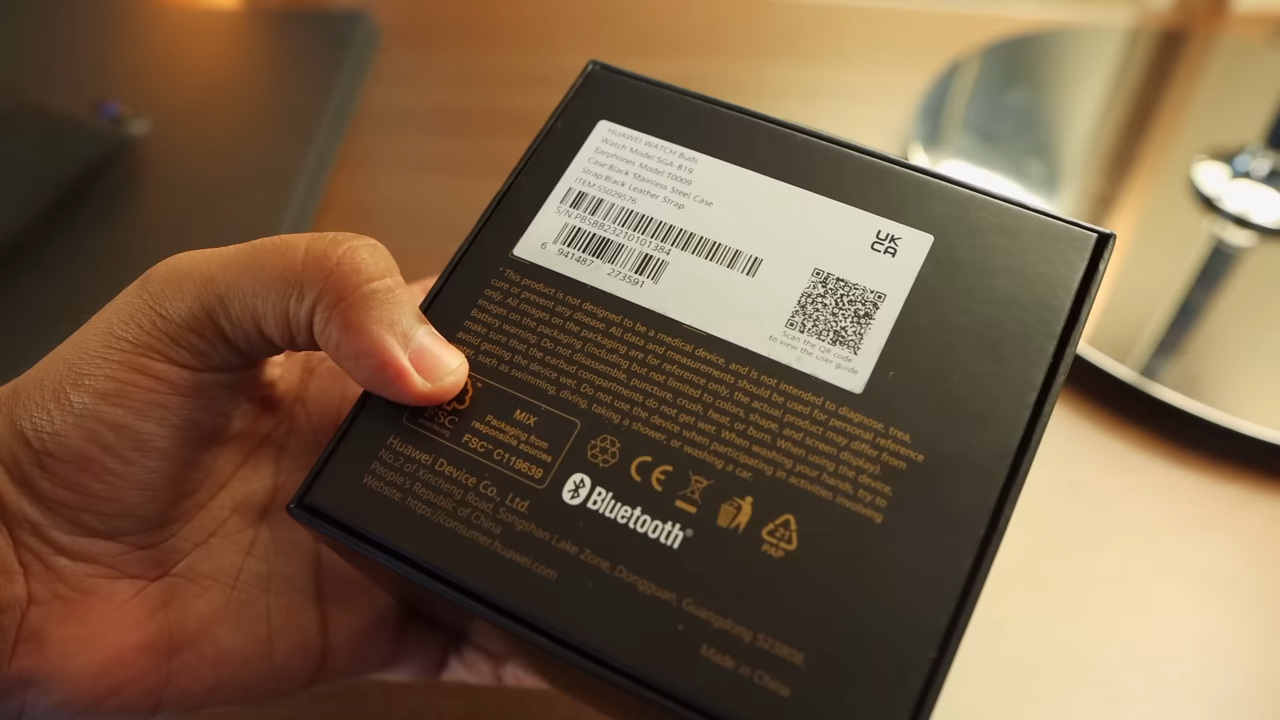 HUAWEI WATCH Buds
Watch Model:SGA-B19
Earphones Model:T0009
Case:Black Stainless Steel Case
Strap:Black Leather Strap
ITEM:55029576
S/N:PBSBB23210101384
6 941487 273591
UK
CA
Scan the QR code
to view the user guide
* This product is not designed to be a medical device, and is not intended to diagnose, treat,
cure or prevent any disease. All data and measurements should be used for personal reference
only. All images on the packaging are for reference only, the actual product may differ from
images on the packaging (including but not limited to colors, shape, and screen display).
Battery warning: Do not disassemble, puncture, crush, heat, or burn. When using the device,
make sure that the earbud compartments do not get wet. When washing your hands, try to
avoid getting the device wet. Do not use the device when participating in activities involving
water, such as swimming, diving, taking a shower, or washing a car.
FSC
MIX
Packaging from
responsible sources
FSC™ C119639
CE
21
PAP
Bluetooth®
Huawei Device Co., Ltd.
No.2 of Xincheng Road, Songshan Lake Zone, Dongguan, Guangdong 523808,
People's Republic of China
Website: https://consumer.huawei.com
Made in China